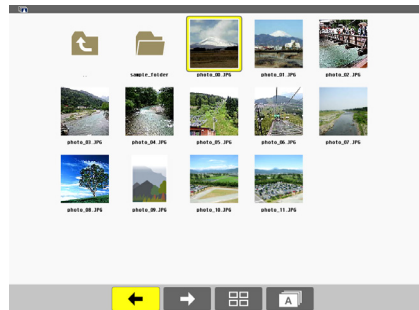 ..
sample_folder
photo_00.JPG
photo_01.JPG
photo_02.JPG
photo_03.JPG
photo_04.JPG
photo_05.JPG
photo_06.JPG
photo_07.JPG
photo_08.JPG
photo_09.JPG
photo_10.JPG
photo_11.JPG
A